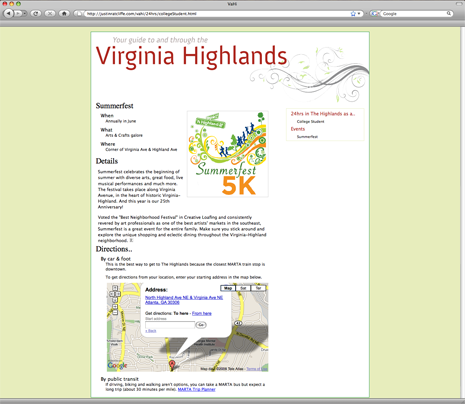 VaHi
http://justinratcliffe.com/vahi/24hrs/collegeStudent.html
Google
Your guide to and through the
Virginia Highlands
Summerfest
When
Annually in June
What
Arts & Crafts galore
Where
Corner of Virginia Ave & Highland Ave
Summerfest
5K
24hrs in The Highlands as a..
College Student
Events
Summerfest
Details
Summerfest celebrates the beginning of
summer with diverse arts, great food, live
musical performances and much more.
The festival takes place along Virginia
Avenue, in the heart of historic Virginia-
Highland. And this year is our 25th
Anniversary!
Voted the "Best Neighborhood Festival" in Creative Loafing and consistently
revered by art professionals as one of the best artists' markets in the southeast,
Summerfest is a great event for the entire family. Make sure you stick around and
explore the unique shopping and eclectic dining throughout the Virginia-Highland
neighborhood.
Directions..
By car & foot
This is the best way to get to The Highlands because the closest MARTA train stop is
downtown.
To get directions from your location, enter your starting address in the map below.
Address:
North Highland Ave NE & Virginia Ave NE
Atlanta, GA 30306
Get directions: To here - From here
Start address
Go
« Back
Map
Sat
Ter
Google
Map data ©2009 Tele Atlas - Terms of
By public transit
If driving, biking and walking aren't options, you can take a MARTA bus but expect a
long trip (about 30 minutes per mile). MARTA Trip Planner